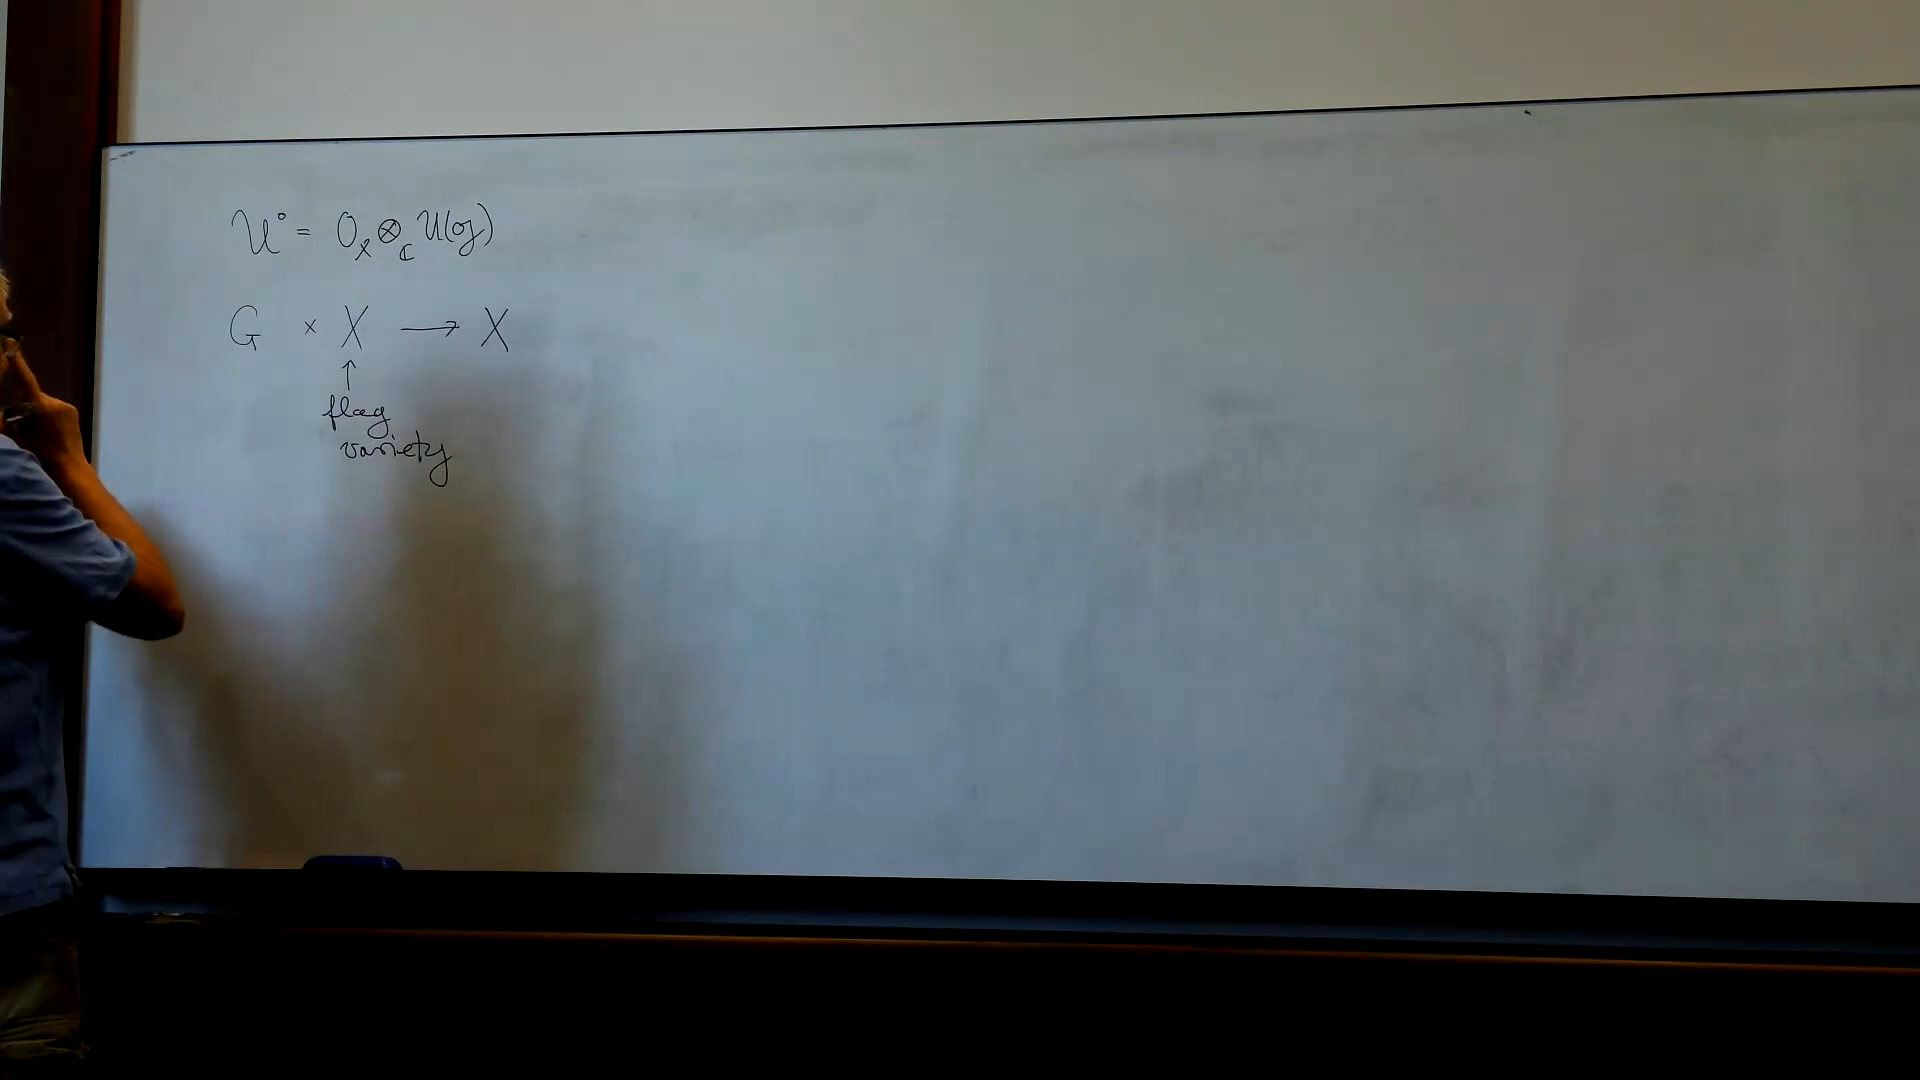 𝒰° = O_X ⊗_ℂ 𝒰(𝔤)
G × X ⟶ X
↑
flag
variety